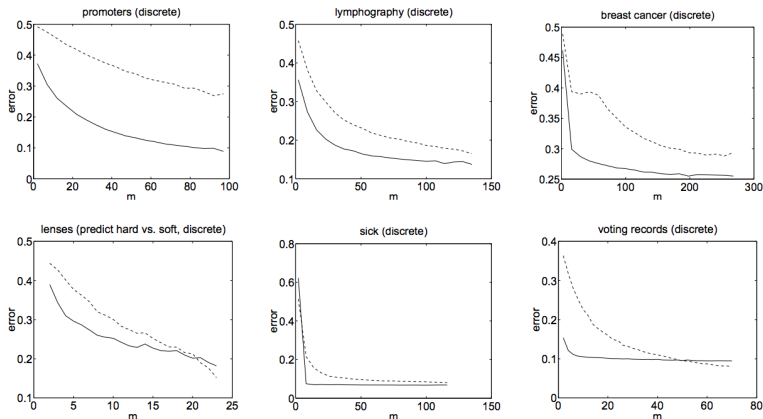 promoters (discrete)
0.5
0.4
0.3
0.2
0.1
0
error
0 20 40 60 80 100
m
lymphography (discrete)
0.5
0.4
0.3
0.2
0.1
error
0 50 100 150
m
breast cancer (discrete)
0.5
0.45
0.4
0.35
0.3
0.25
error
0 100 200 300
m
lenses (predict hard vs. soft, discrete)
0.5
0.4
0.3
0.2
0.1
error
0 5 10 15 20 25
m
sick (discrete)
0.8
0.6
0.4
0.2
0
error
0 50 100 150
m
voting records (discrete)
0.4
0.3
0.2
0.1
0
error
0 20 40 60 80
m